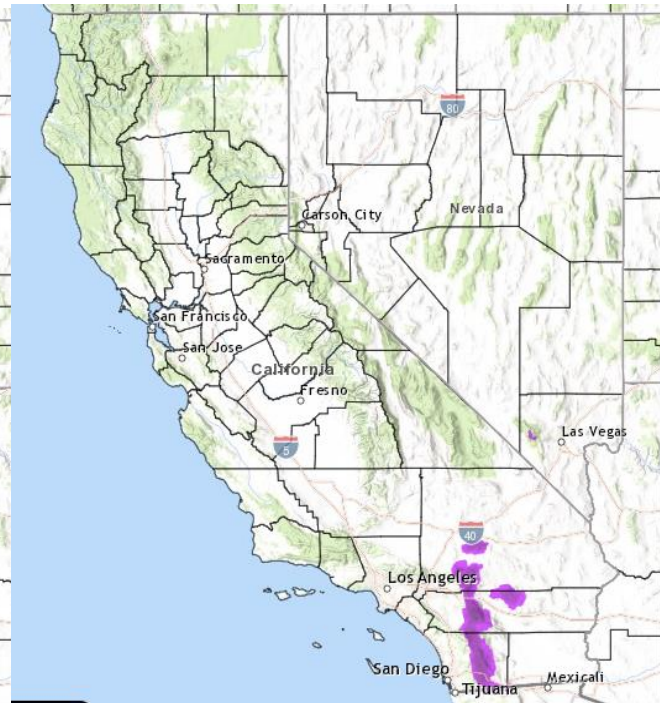 80
Carson City
Nevada
Sacramento
San Francisco
San Jose
California
Fresno
5
Las Vegas
40
Los Angeles
San Diego
Mexicali
Tijuana